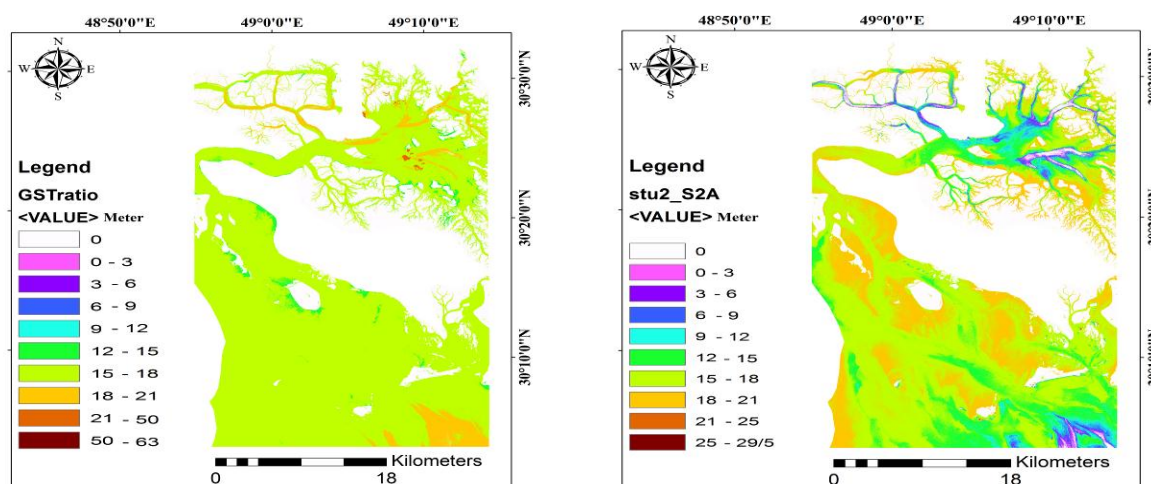 48°50'0"E 49°0'0"E 49°10'0"E
N
W E
S
30°30'0"N
30°20'0"N
30°10'0"N
Legend
GSTratio
<VALUE> Meter
0
0 - 3
3 - 6
6 - 9
9 - 12
12 - 15
15 - 18
18 - 21
21 - 50
50 - 63
Kilometers
0 18
48°50'0"E 49°0'0"E 49°10'0"E
N
W E
S
Legend
stu2_S2A
<VALUE> Meter
0
0 - 3
3 - 6
6 - 9
9 - 12
12 - 15
15 - 18
18 - 21
21 - 25
25 - 29/5
Kilometers
0 18